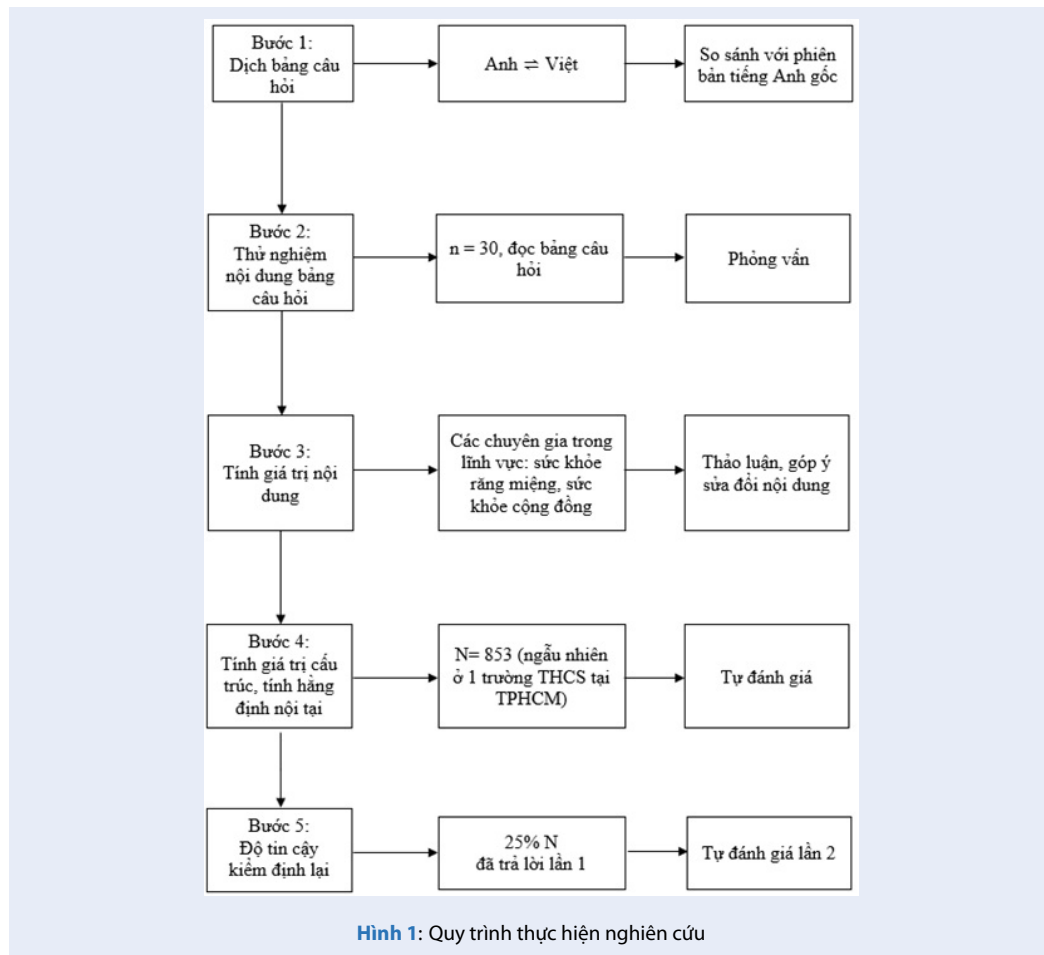 Bước 1:
Dịch bảng câu
hỏi
Anh ⇌ Việt
So sánh với phiên
bản tiếng Anh gốc
Bước 2:
Thử nghiệm
nội dung bảng
câu hỏi
n = 30, đọc bảng câu
hỏi
Phỏng vấn
Bước 3:
Tính giá trị nội
dung
Các chuyên gia trong
lĩnh vực: sức khỏe
răng miệng, sức
khỏe cộng đồng
Thảo luận, góp ý
sửa đổi nội dung
Bước 4:
Tính giá trị cấu
trúc, tính hằng
định nội tại
N= 853 (ngẫu nhiên
ở 1 trường THCS tại
TPHCM)
Tự đánh giá
Bước 5:
Độ tin cậy
kiểm định lại
25% N
đã trả lời lần 1
Tự đánh giá lần 2
Hình 1: Quy trình thực hiện nghiên cứu